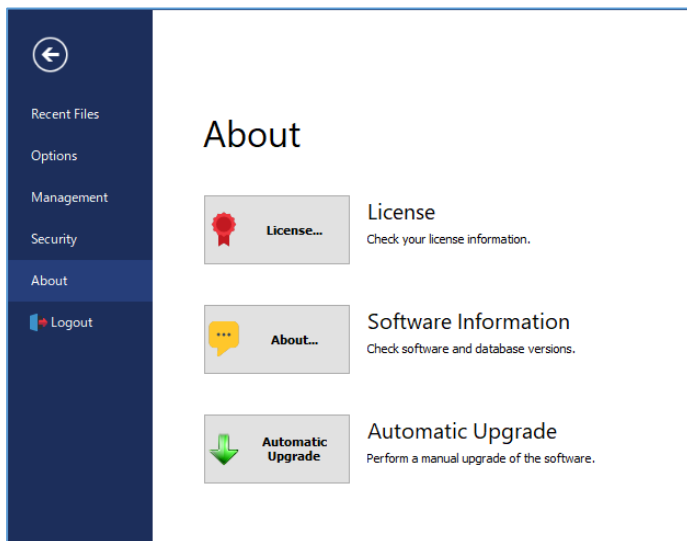 Recent Files
Options
Management
Security
About
Logout
About
License...
License
Check your license information.
About...
Software Information
Check software and database versions.
Automatic
Upgrade
Automatic Upgrade
Perform a manual upgrade of the software.